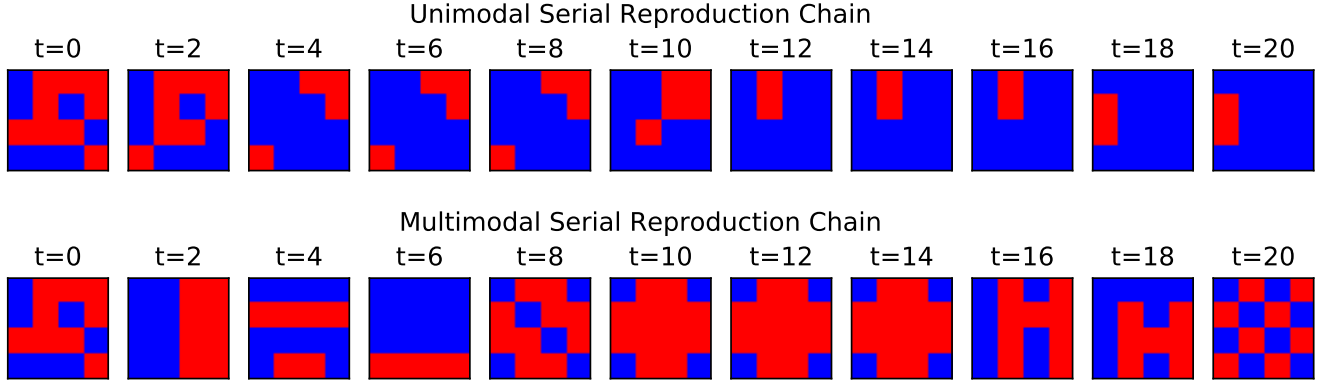 Unimodal Serial Reproduction Chain
t=0 t=2 t=4 t=6 t=8 t=10 t=12 t=14 t=16 t=18 t=20
Multimodal Serial Reproduction Chain
t=0 t=2 t=4 t=6 t=8 t=10 t=12 t=14 t=16 t=18 t=20